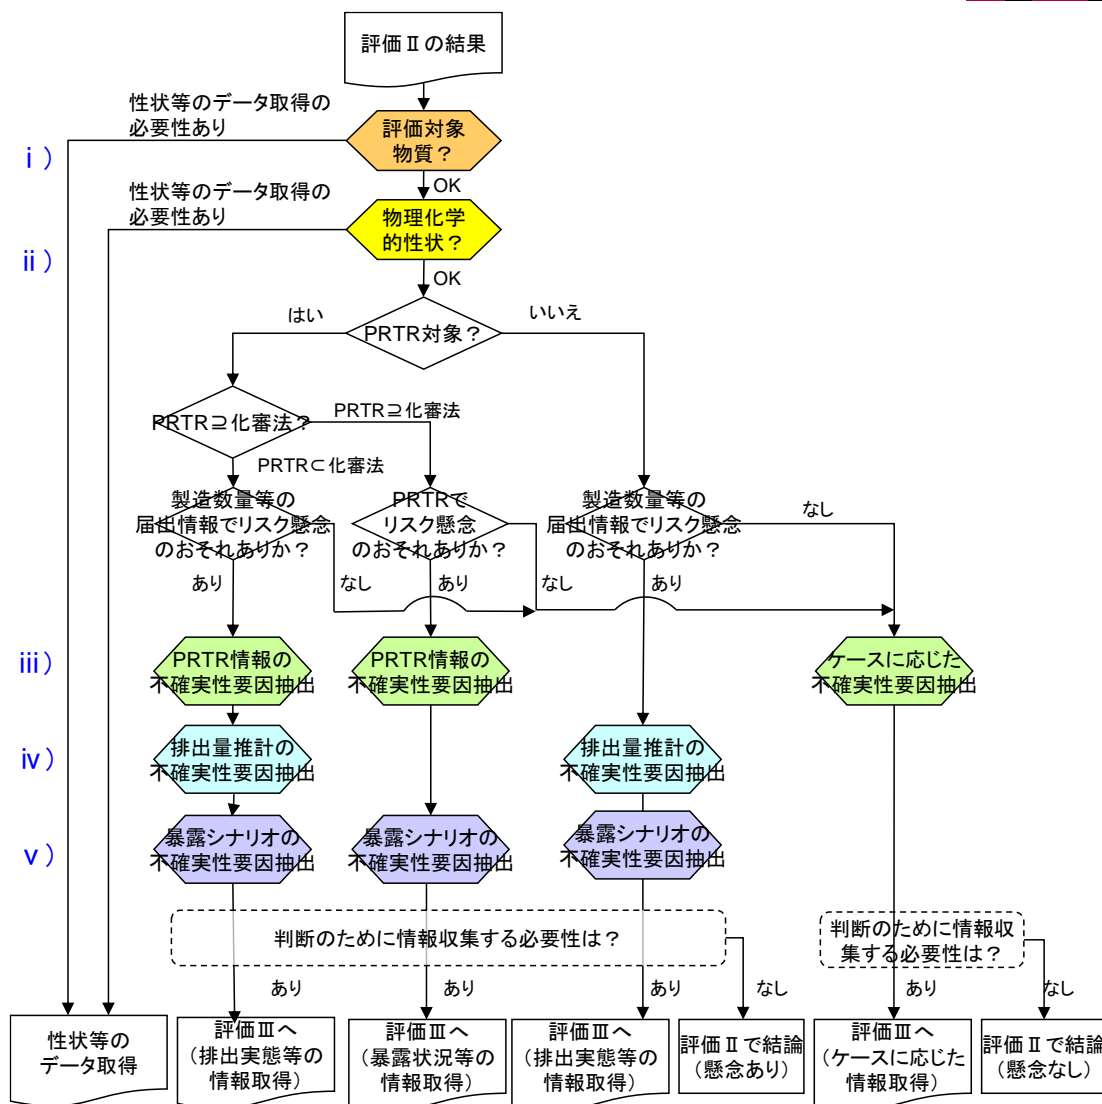 評価Ⅱの結果
性状等のデータ取得の
必要性あり
評価対象
物質？
ⅰ）
OK
性状等のデータ取得の
必要性あり
物理化学
的性状？
ⅱ）
OK
はい
いいえ
PRTR対象？
PRTR⊇化審法？
PRTR⊇化審法
PRTR⊂化審法
製造数量等の
届出情報でリスク懸念
のおそれありか？
PRTRで
リスク懸念
のおそれありか？
製造数量等の
届出情報でリスク懸念
のおそれありか？
なし
あり
なし
あり
なし
あり
ⅲ）
PRTR情報の
不確実性要因抽出
PRTR情報の
不確実性要因抽出
ケースに応じた
不確実性要因抽出
ⅳ）
排出量推計の
不確実性要因抽出
排出量推計の
不確実性要因抽出
ⅴ）
暴露シナリオの
不確実性要因抽出
暴露シナリオの
不確実性要因抽出
暴露シナリオの
不確実性要因抽出
判断のために情報収集する必要性は？
判断のために情報収
集する必要性は？
あり
あり
あり
なし
あり
なし
性状等の
データ取得
評価Ⅲへ
（排出実態等の
情報取得）
評価Ⅲへ
（暴露状況等の
情報取得）
評価Ⅲへ
（排出実態等の
情報取得）
評価Ⅱで結論
（懸念あり）
評価Ⅲへ
（ケースに応じた
情報取得）
評価Ⅱで結論
（懸念なし）